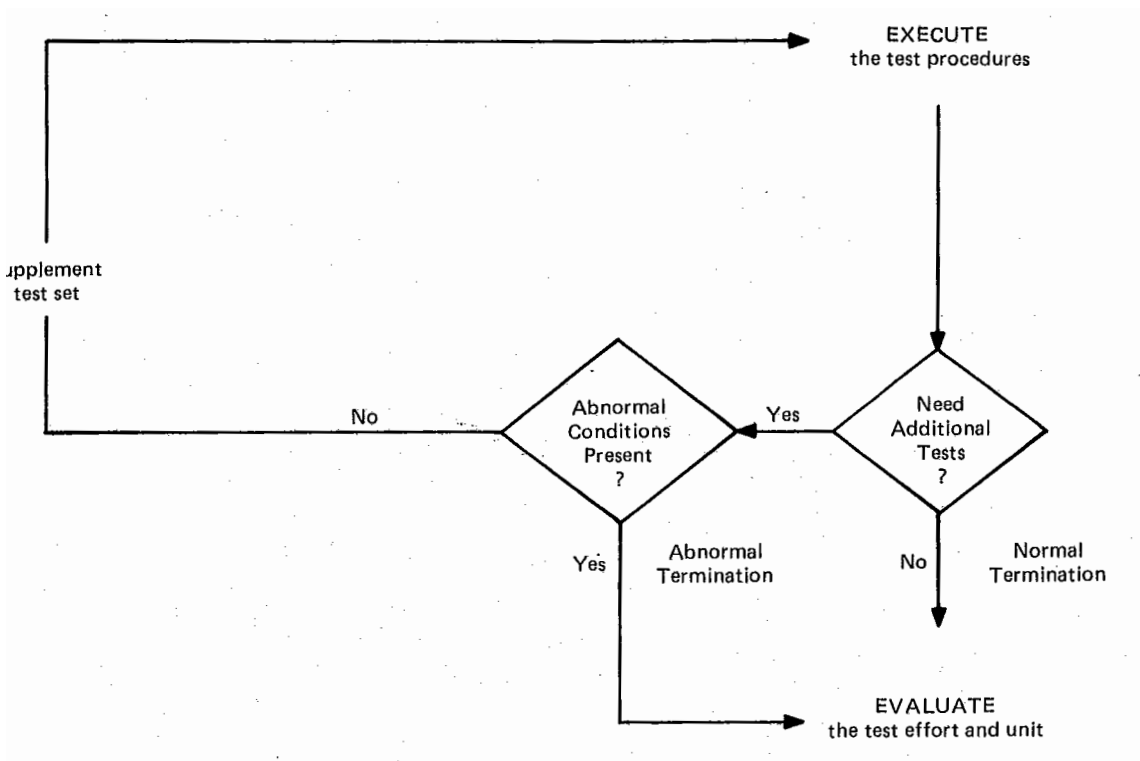 EXECUTE
the test procedures
upplement
test set
No
Abnormal
Conditions
Present
?
Yes
Need
Additional
Tests
?
Yes
Abnormal
Termination
No
Normal
Termination
EVALUATE
the test effort and unit